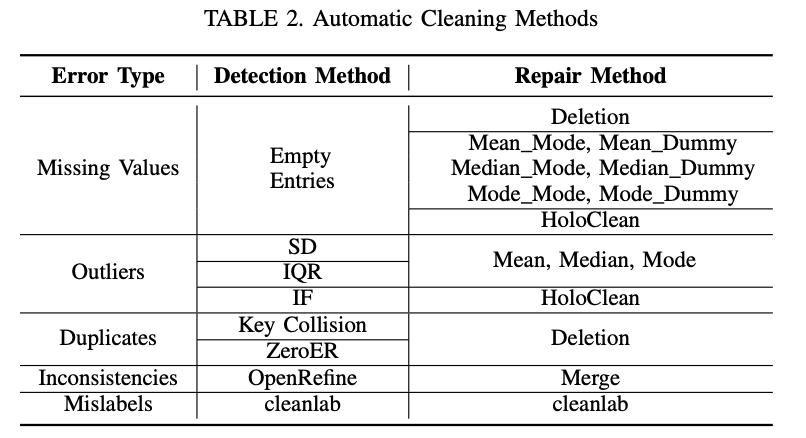 TABLE 2. Automatic Cleaning Methods
Error Type Detection Method Repair Method
Missing Values
Empty
Entries
Deletion
Mean_Mode, Mean_Dummy
Median_Mode, Median_Dummy
Mode_Mode, Mode_Dummy
HoloClean
Outliers
SD
IQR
IF
Mean, Median, Mode
HoloClean
Duplicates
Key Collision
ZeroER
Deletion
Inconsistencies OpenRefine Merge
Mislabels cleanlab cleanlab